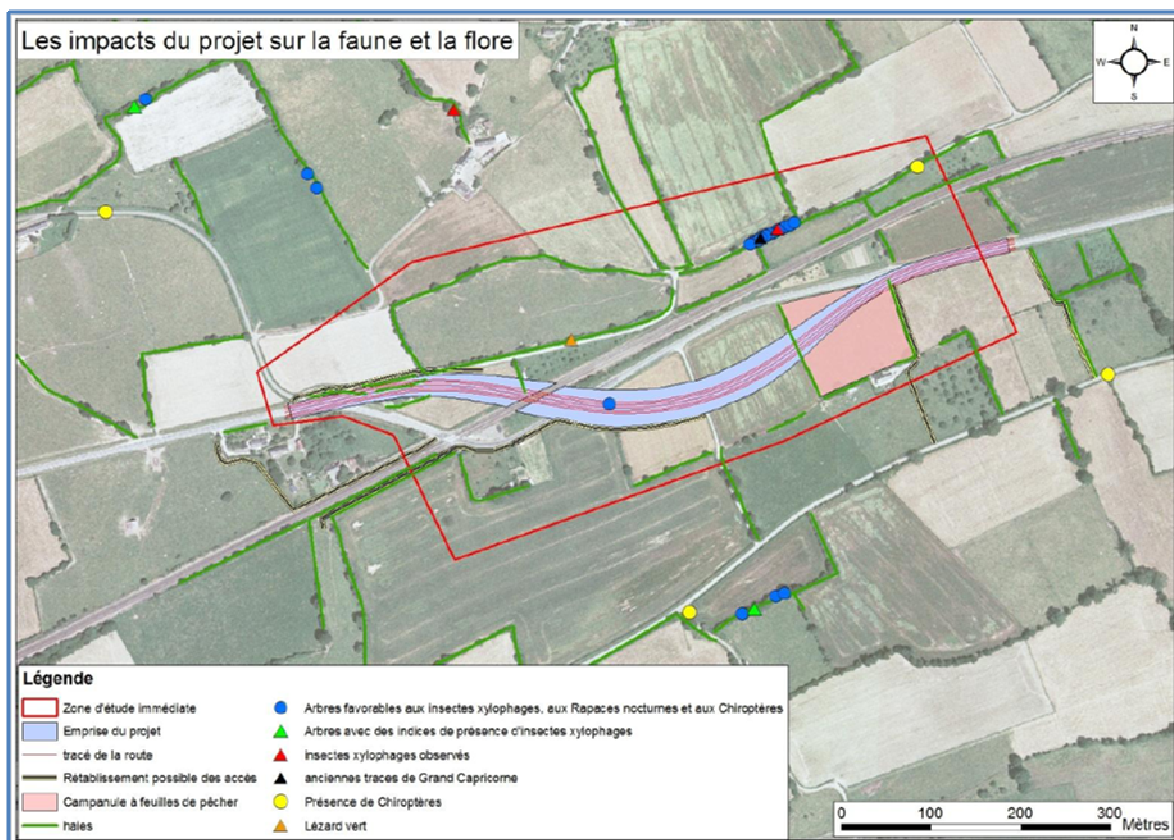 Les impacts du projet sur la faune et la flore
N
W E
S
Légende
Zone d'étude immédiate
Emprise du projet
tracé de la route
Rétablissement possible des accès
Campanule à feuilles de pêcher
haies
Arbres favorables aux insectes xylophages, aux Rapaces nocturnes et aux Chiroptères
Arbres avec des indices de présence d'insectes xylophages
insectes xylophages observés
anciennes traces de Grand Capricorne
Présence de Chiroptères
Lézard vert
0 100 200 300
Mètres